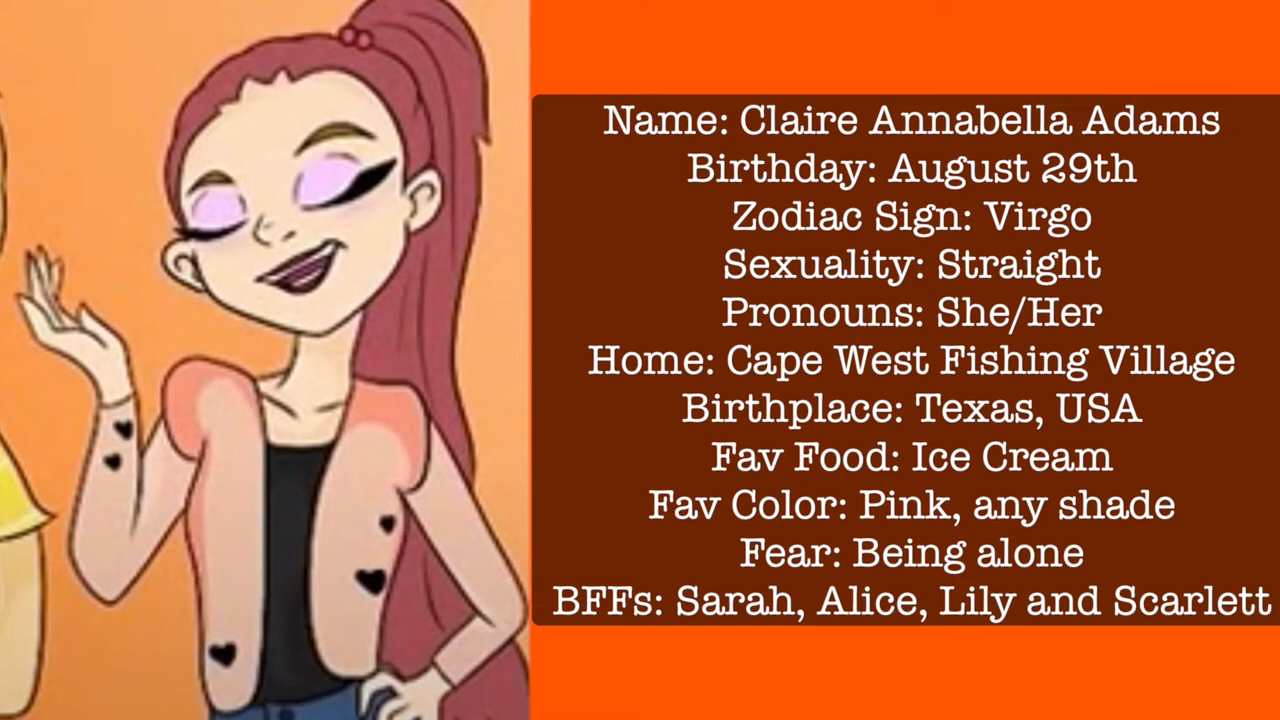 Name: Claire Annabella Adams
Birthday: August 29th
Zodiac Sign: Virgo
Sexuality: Straight
Pronouns: She/Her
Home: Cape West Fishing Village
Birthplace: Texas, USA
Fav Food: Ice Cream
Fav Color: Pink, any shade
Fear: Being alone
BFFs: Sarah, Alice, Lily and Scarlett